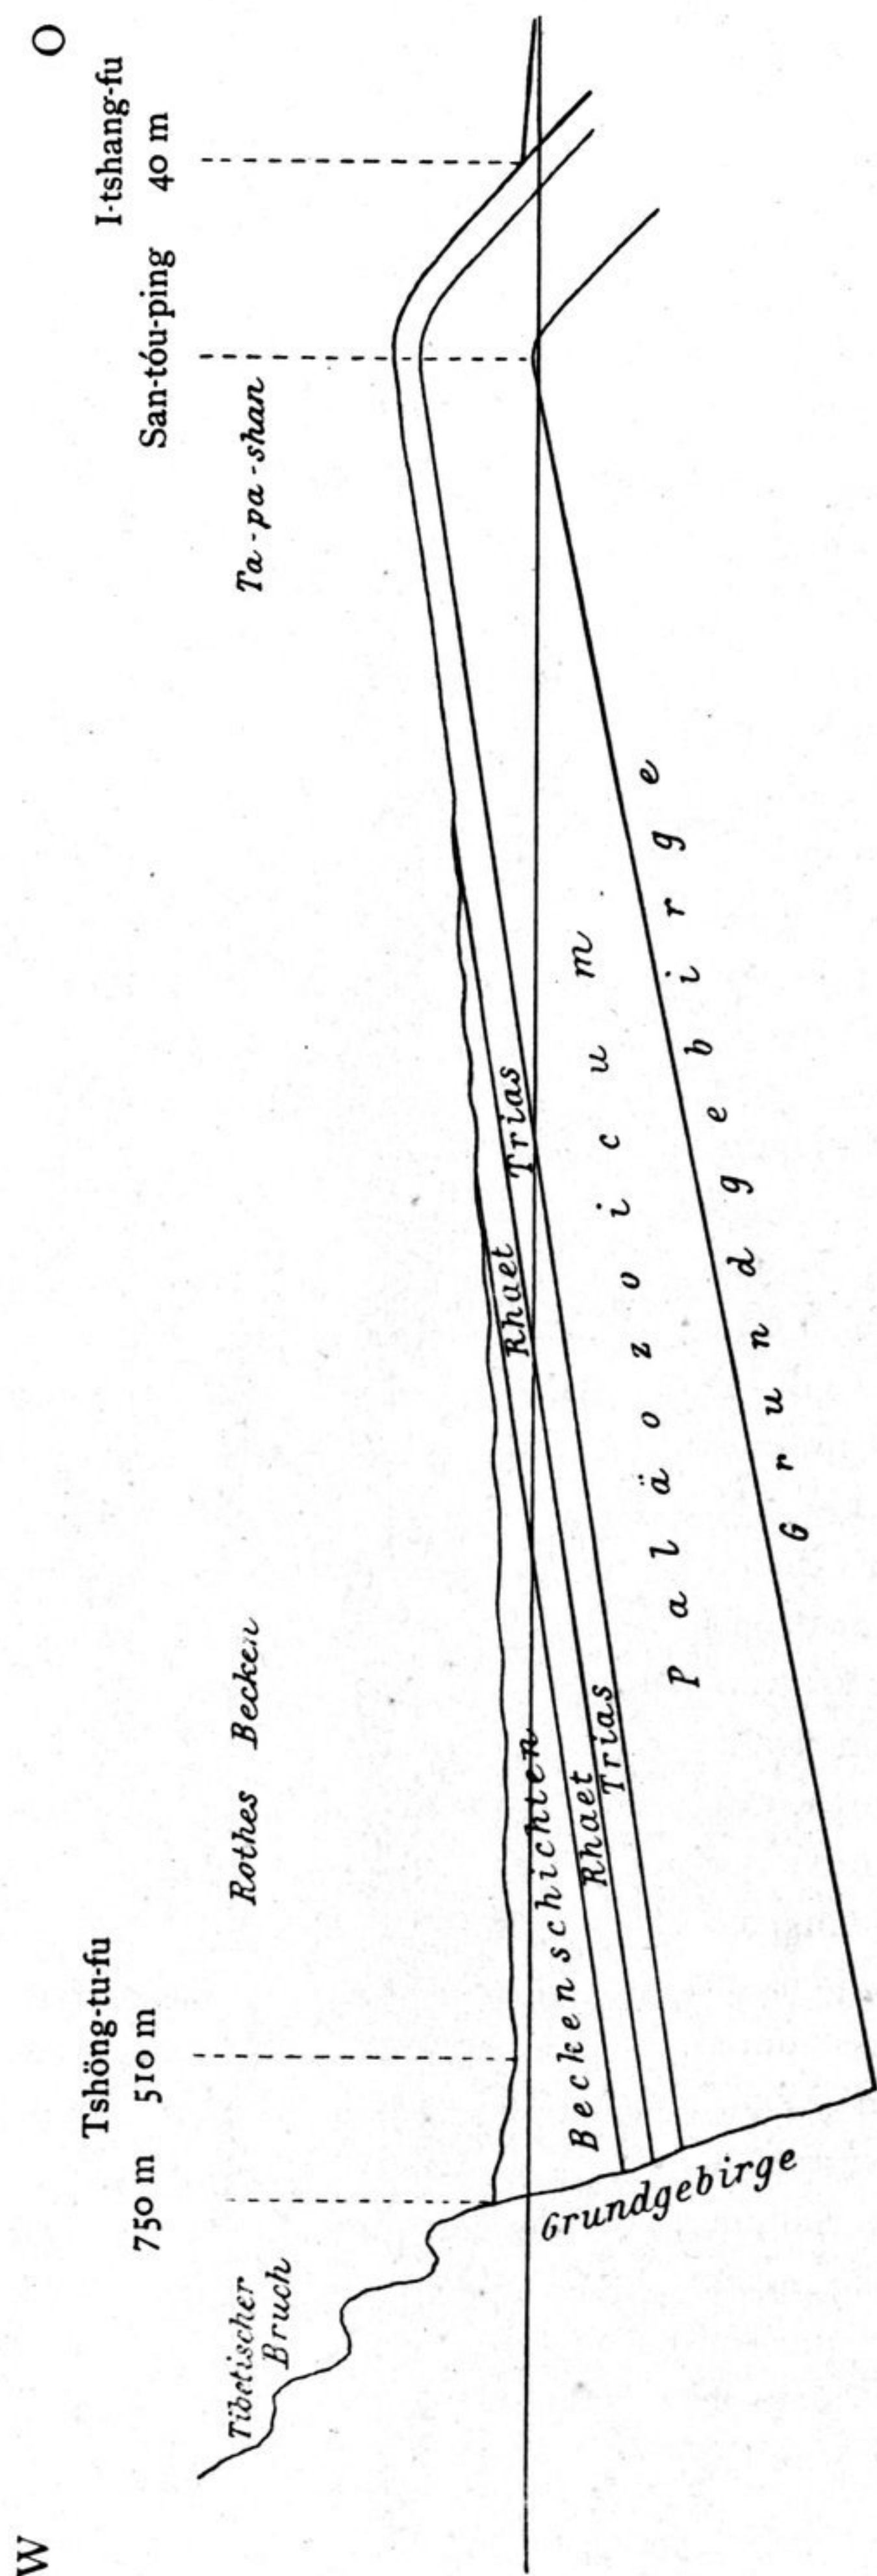 W
O
Tshöng-tu-fu
I-tshang-fu
750 m
510 m
San-tóu-ping
40 m
Tibetischer
Bruch
Rothes Becken
Ta-pa-shan
Beckenschichten
Rhaet
Trias
Rhaet
Trias
Paläozoicum
Grundgebirge
Grundgebirge